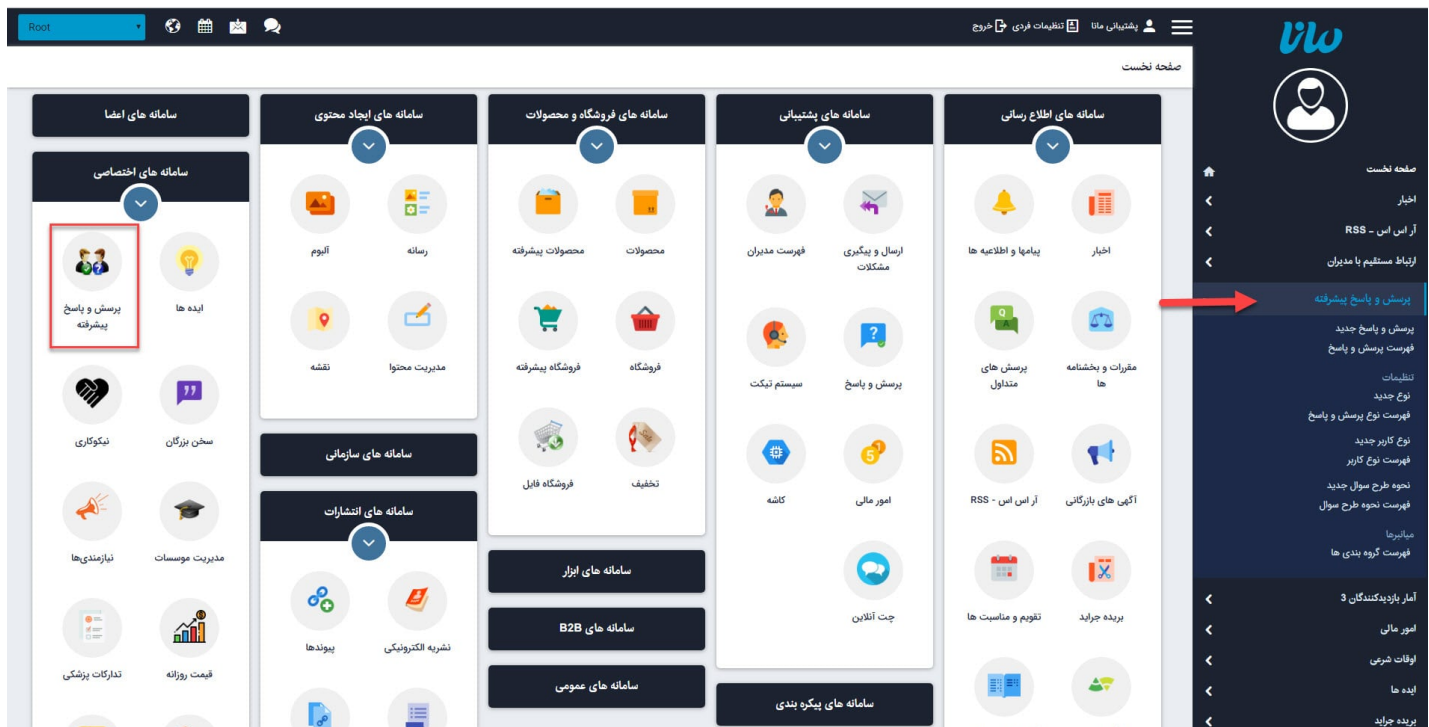 مانا
صفحه نخست
اخبار
آر اس اس - RSS
ارتباط مستقیم با مدیران
پرسش و پاسخ پیشرفته
پرسش و پاسخ جدید
فهرست پرسش و پاسخ
تنظیمات
نوع جدید
فهرست نوع پرسش و پاسخ
نوع کاربر جدید
فهرست نوع کاربر
نحوه طرح سوال جدید
فهرست نحوه طرح سوال
میانبرها
فهرست گروه بندی ها
آمار بازدیدکنندگان 3
امور مالی
اوقات شرعی
ایده ها
بریده جراید
پشتیبانی مانا تنظیمات فردی خروج
Root
صفحه نخست
سامانه های اطلاع رسانی
اخبار
پیامها و اطلاعیه ها
مقررات و بخشنامه
ها
پرسش های
متداول
Q
A
آگهی های بازرگانی
آر اس اس - RSS
بریده جراید
تقویم و مناسبت ها
سامانه های پشتیبانی
ارسال و پیگیری
مشکلات
فهرست مدیران
پرسش و پاسخ
سیستم تیکت
امور مالی
کاشه
چت آنلاین
سامانه های پیکره بندی
سامانه های فروشگاه و محصولات
محصولات
محصولات پیشرفته
فروشگاه
فروشگاه پیشرفته
تخفیف
فروشگاه فایل
سامانه های ابزار
سامانه های B2B
سامانه های عمومی
سامانه های ایجاد محتوی
رسانه
آلبوم
مدیریت محتوا
نقشه
سامانه های سازمانی
سامانه های انتشارات
نشریه الکترونیکی
پیوندها
سامانه های اعضا
سامانه های اختصاصی
ایده ها
پرسش و پاسخ
پیشرفته
سخن بزرگان
نیکوکاری
مدیریت موسسات
نیازمندی‌ها
قیمت روزانه
تدارکات پزشکی